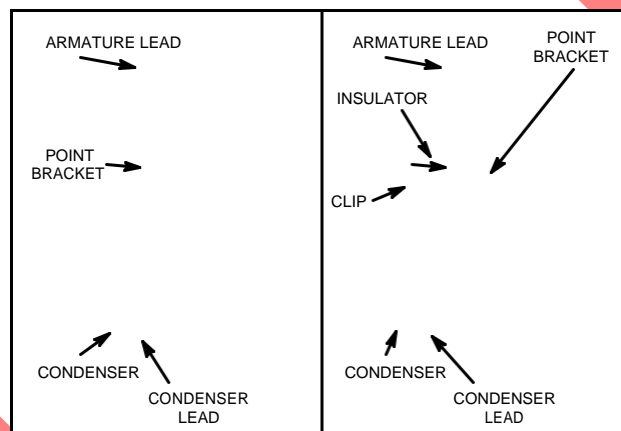 ARMATURE LEAD
POINT
BRACKET
CONDENSER
CONDENSER
LEAD
ARMATURE LEAD
POINT
BRACKET
INSULATOR
CLIP
CONDENSER
CONDENSER
LEAD